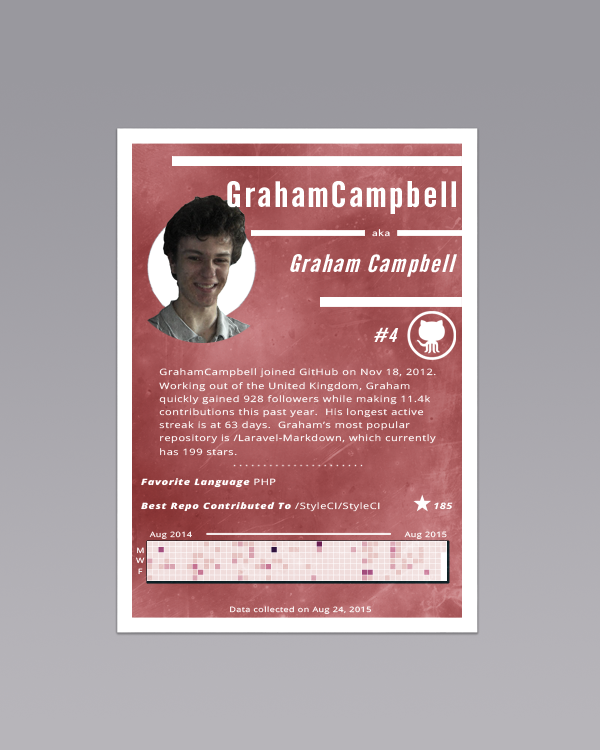 GrahamCampbell
aka
Graham Campbell
#4
GrahamCampbell joined GitHub on Nov 18, 2012.
Working out of the United Kingdom, Graham
quickly gained 928 followers while making 11.4k
contributions this past year.  His longest active
streak is at 63 days.  Graham's most popular
repository is /Laravel-Markdown, which currently
has 199 stars.
Favorite Language PHP
Best Repo Contributed To /StyleCI/StyleCI ★ 185
Aug 2014 Aug 2015
M
W
F
Data collected on Aug 24, 2015